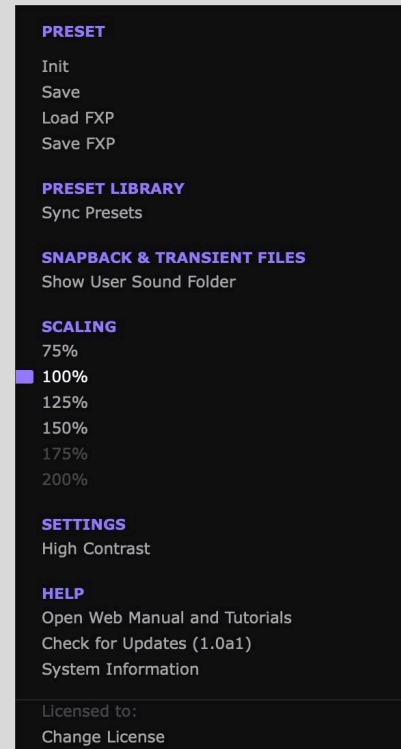 PRESET
Init
Save
Load FXP
Save FXP
PRESET LIBRARY
Sync Presets
SNAPBACK & TRANSIENT FILES
Show User Sound Folder
SCALING
75%
100%
125%
150%
175%
200%
SETTINGS
High Contrast
HELP
Open Web Manual and Tutorials
Check for Updates (1.0a1)
System Information
Licensed to:
Change License